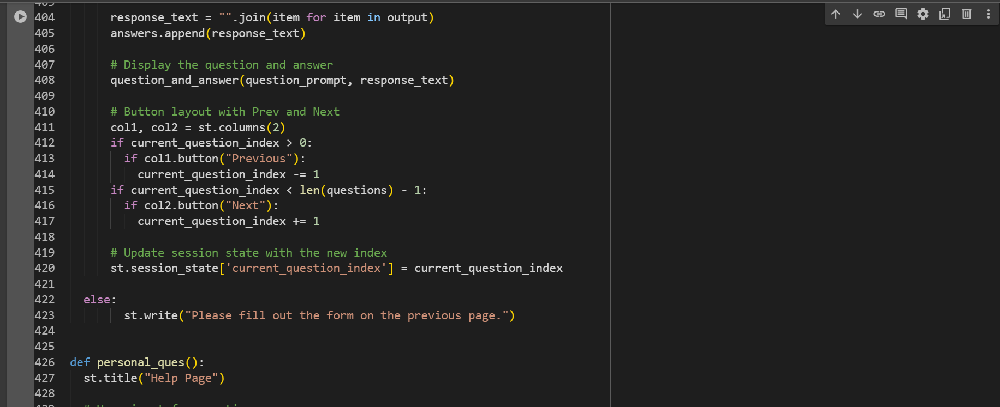 404 response_text = "".join(item for item in output)
405 answers.append(response_text)
406
407 # Display the question and answer
408 question_and_answer(question_prompt, response_text)
409
410 # Button layout with Prev and Next
411 col1, col2 = st.columns(2)
412 if current_question_index > 0:
413 if col1.button("Previous"):
414 current_question_index -= 1
415 if current_question_index < len(questions) - 1:
416 if col2.button("Next"):
417 current_question_index += 1
418
419 # Update session state with the new index
420 st.session_state['current_question_index'] = current_question_index
421
422 else:
423 st.write("Please fill out the form on the previous page.")
424
425
426 def personal_ques():
427 st.title("Help Page")
428